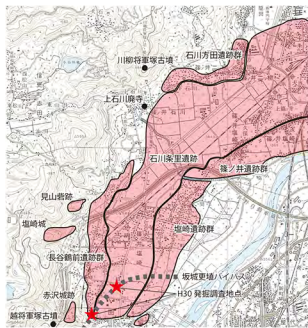 石川方田遺跡群
川柳将軍塚古墳
上石川廃寺
石川条里遺跡
篠ノ井遺跡群
見山砦跡
塩崎城
塩崎遺跡群
長谷鶴前遺跡群
坂城更埴バイパス
赤沢城跡
H30 発掘調査地点
越将軍塚古墳